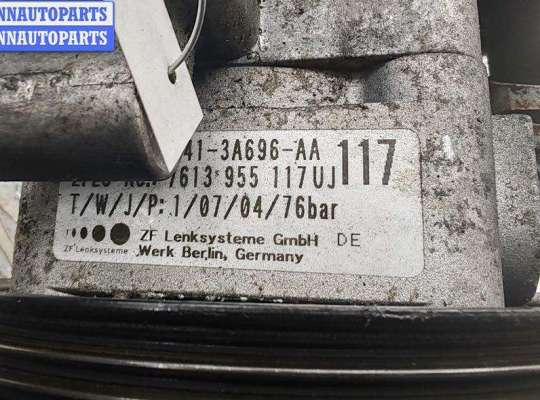 NNAUTOPARTS
NNAUTOPARTS
41-3A696-AA
7613 955 117UJ 117
T/W/J/P: 1/07/04/76bar
ZF Lenksysteme GmbH DE
ZF Lenksysteme Werk Berlin, Germany